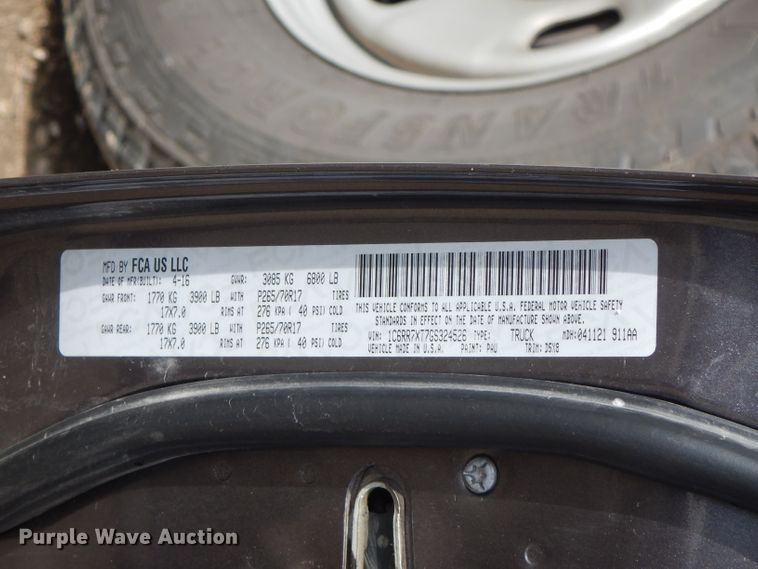 TRANSFORCE
MFD BY FCA US LLC
DATE OF MFR(BUILT): 4-16 GVWR: 3085 KG 6800 LB
GAWR FRONT: 1770 KG 3900 LB WITH P265/70R17 TIRES
17X7.0 RIMS AT 276 KPA ( 40 PSI) COLD
GAWR REAR: 1770 KG 3900 LB WITH P265/70R17 TIRES
17X7.0 RIMS AT 276 KPA ( 40 PSI) COLD
THIS VEHICLE CONFORMS TO ALL APPLICABLE U.S.A. FEDERAL MOTOR VEHICLE SAFETY
STANDARDS IN EFFECT ON THE DATE OF MANUFACTURE SHOWN ABOVE.
VIN: 1C6RR7XT7GS324526 TYPE: TRUCK MDH:041121 911AA
VEHICLE MADE IN U.S.A. PAINT: PAU TRIM: D5X8
Purple Wave Auction